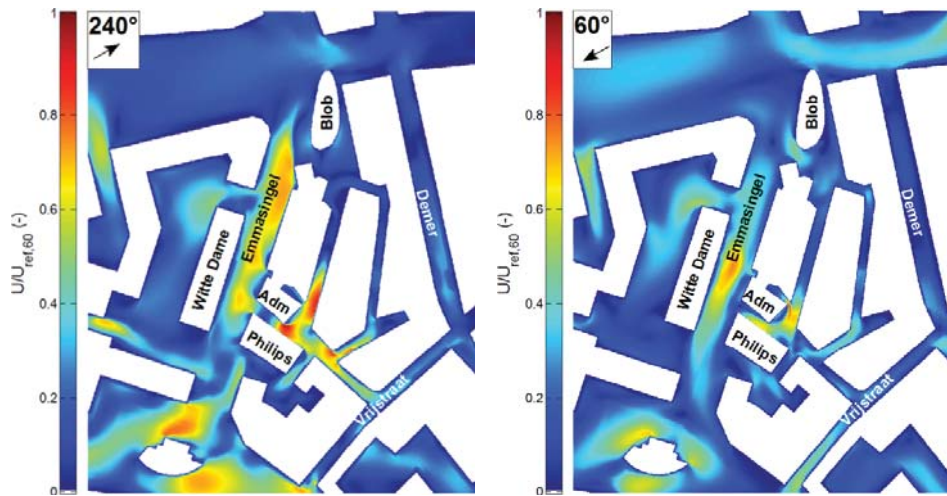 240°
U/Uref,60 (-)
1
0.8
0.6
0.4
0.2
0
Blob
Demer
Emmasingel
Witte Dame
Adm
Philips
Vrijstraat
60°
U/Uref,60 (-)
1
0.8
0.6
0.4
0.2
0
Blob
Demer
Emmasingel
Witte Dame
Adm
Philips
Vrijstraat